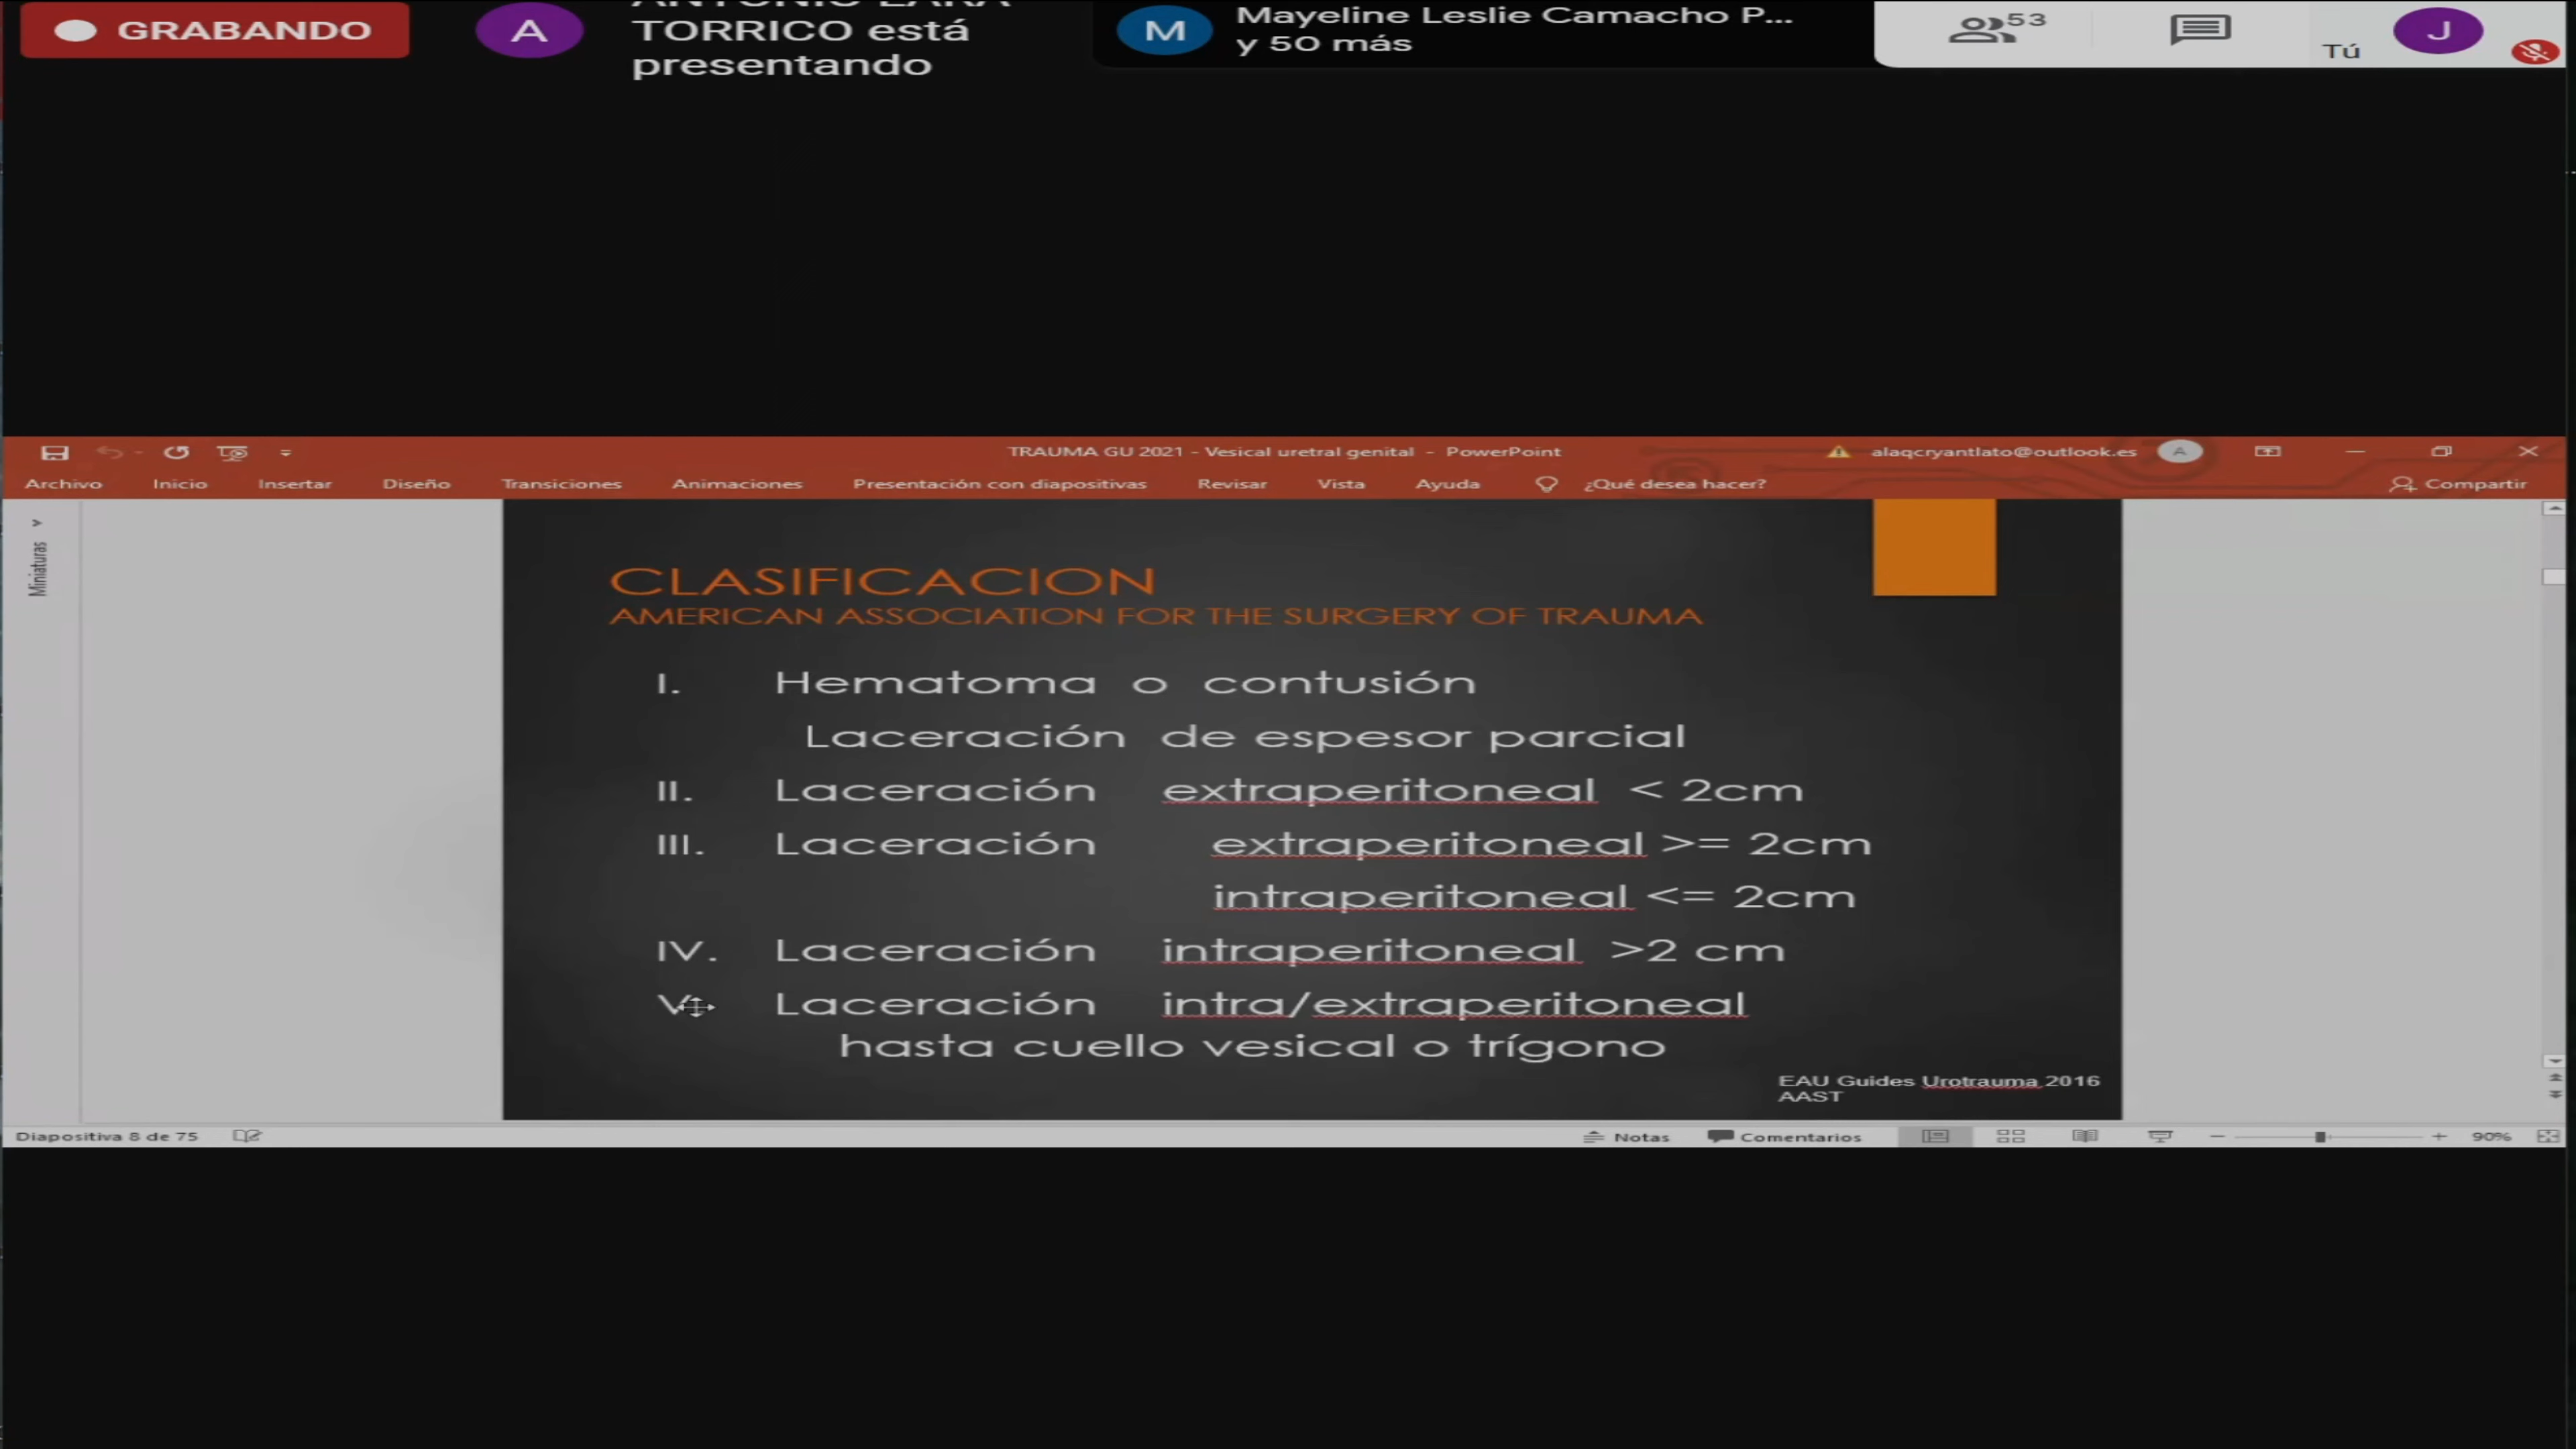 GRABANDO
A
TORRICO está
presentando
M
Mayeline Leslie Camacho P...
y 50 más
53
Tú
J
TRAUMA GU 2021 - Vesical uretral genital - PowerPoint
alaqcryantlato@outlook.es
A
Archivo Inicio Insertar Diseño Transiciones Animaciones Presentación con diapositivas Revisar Vista Ayuda ¿Qué desea hacer? Compartir
Miniaturas
CLASIFICACION
AMERICAN ASSOCIATION FOR THE SURGERY OF TRAUMA
I. Hematoma o contusión
Laceración de espesor parcial
II. Laceración extraperitoneal < 2cm
III. Laceración extraperitoneal >= 2cm
intraperitoneal <= 2cm
IV. Laceración intraperitoneal >2 cm
V. Laceración intra/extraperitoneal
hasta cuello vesical o trígono
EAU Guides Urotrauma 2016
AAST
Diapositiva 8 de 75 Notas Comentarios 90%